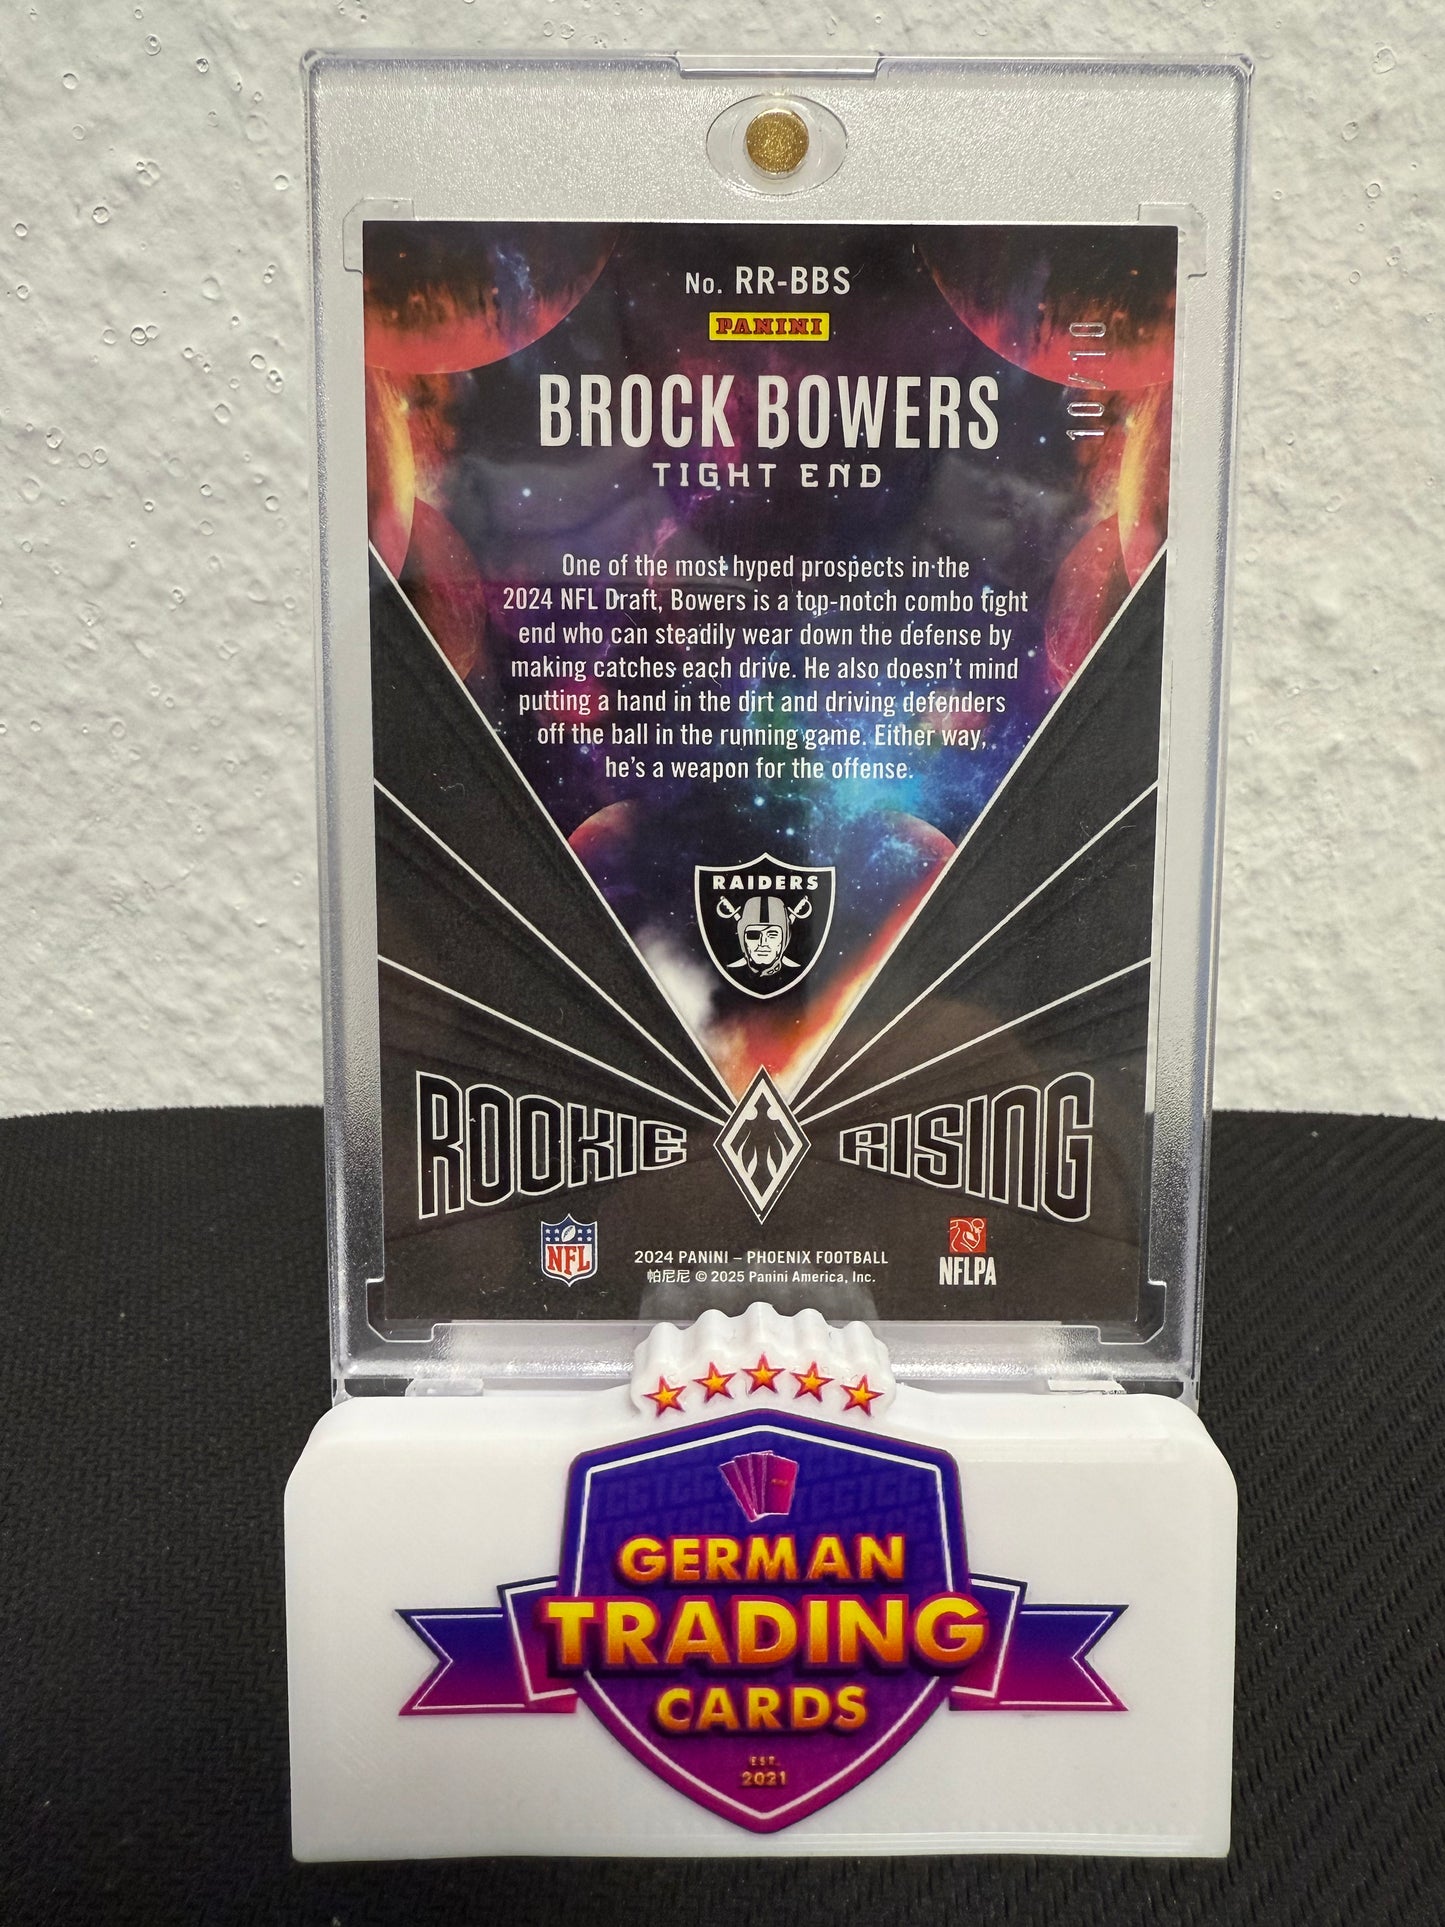 No. RR-BBS
PANINI
10/10
BROCK BOWERS
TIGHT END
One of the most hyped prospects in the
2024 NFL Draft, Bowers is a top-notch combo tight
end who can steadily wear down the defense by
making catches each drive. He also doesn't mind
putting a hand in the dirt and driving defenders
off the ball in the running game. Either way,
he's a weapon for the offense.
RAIDERS
ROOKIE RISING
NFL
2024 PANINI – PHOENIX FOOTBALL
帕尼尼 © 2025 Panini America, Inc.
NFLPA
GERMAN
TRADING
CARDS
EST.
2021